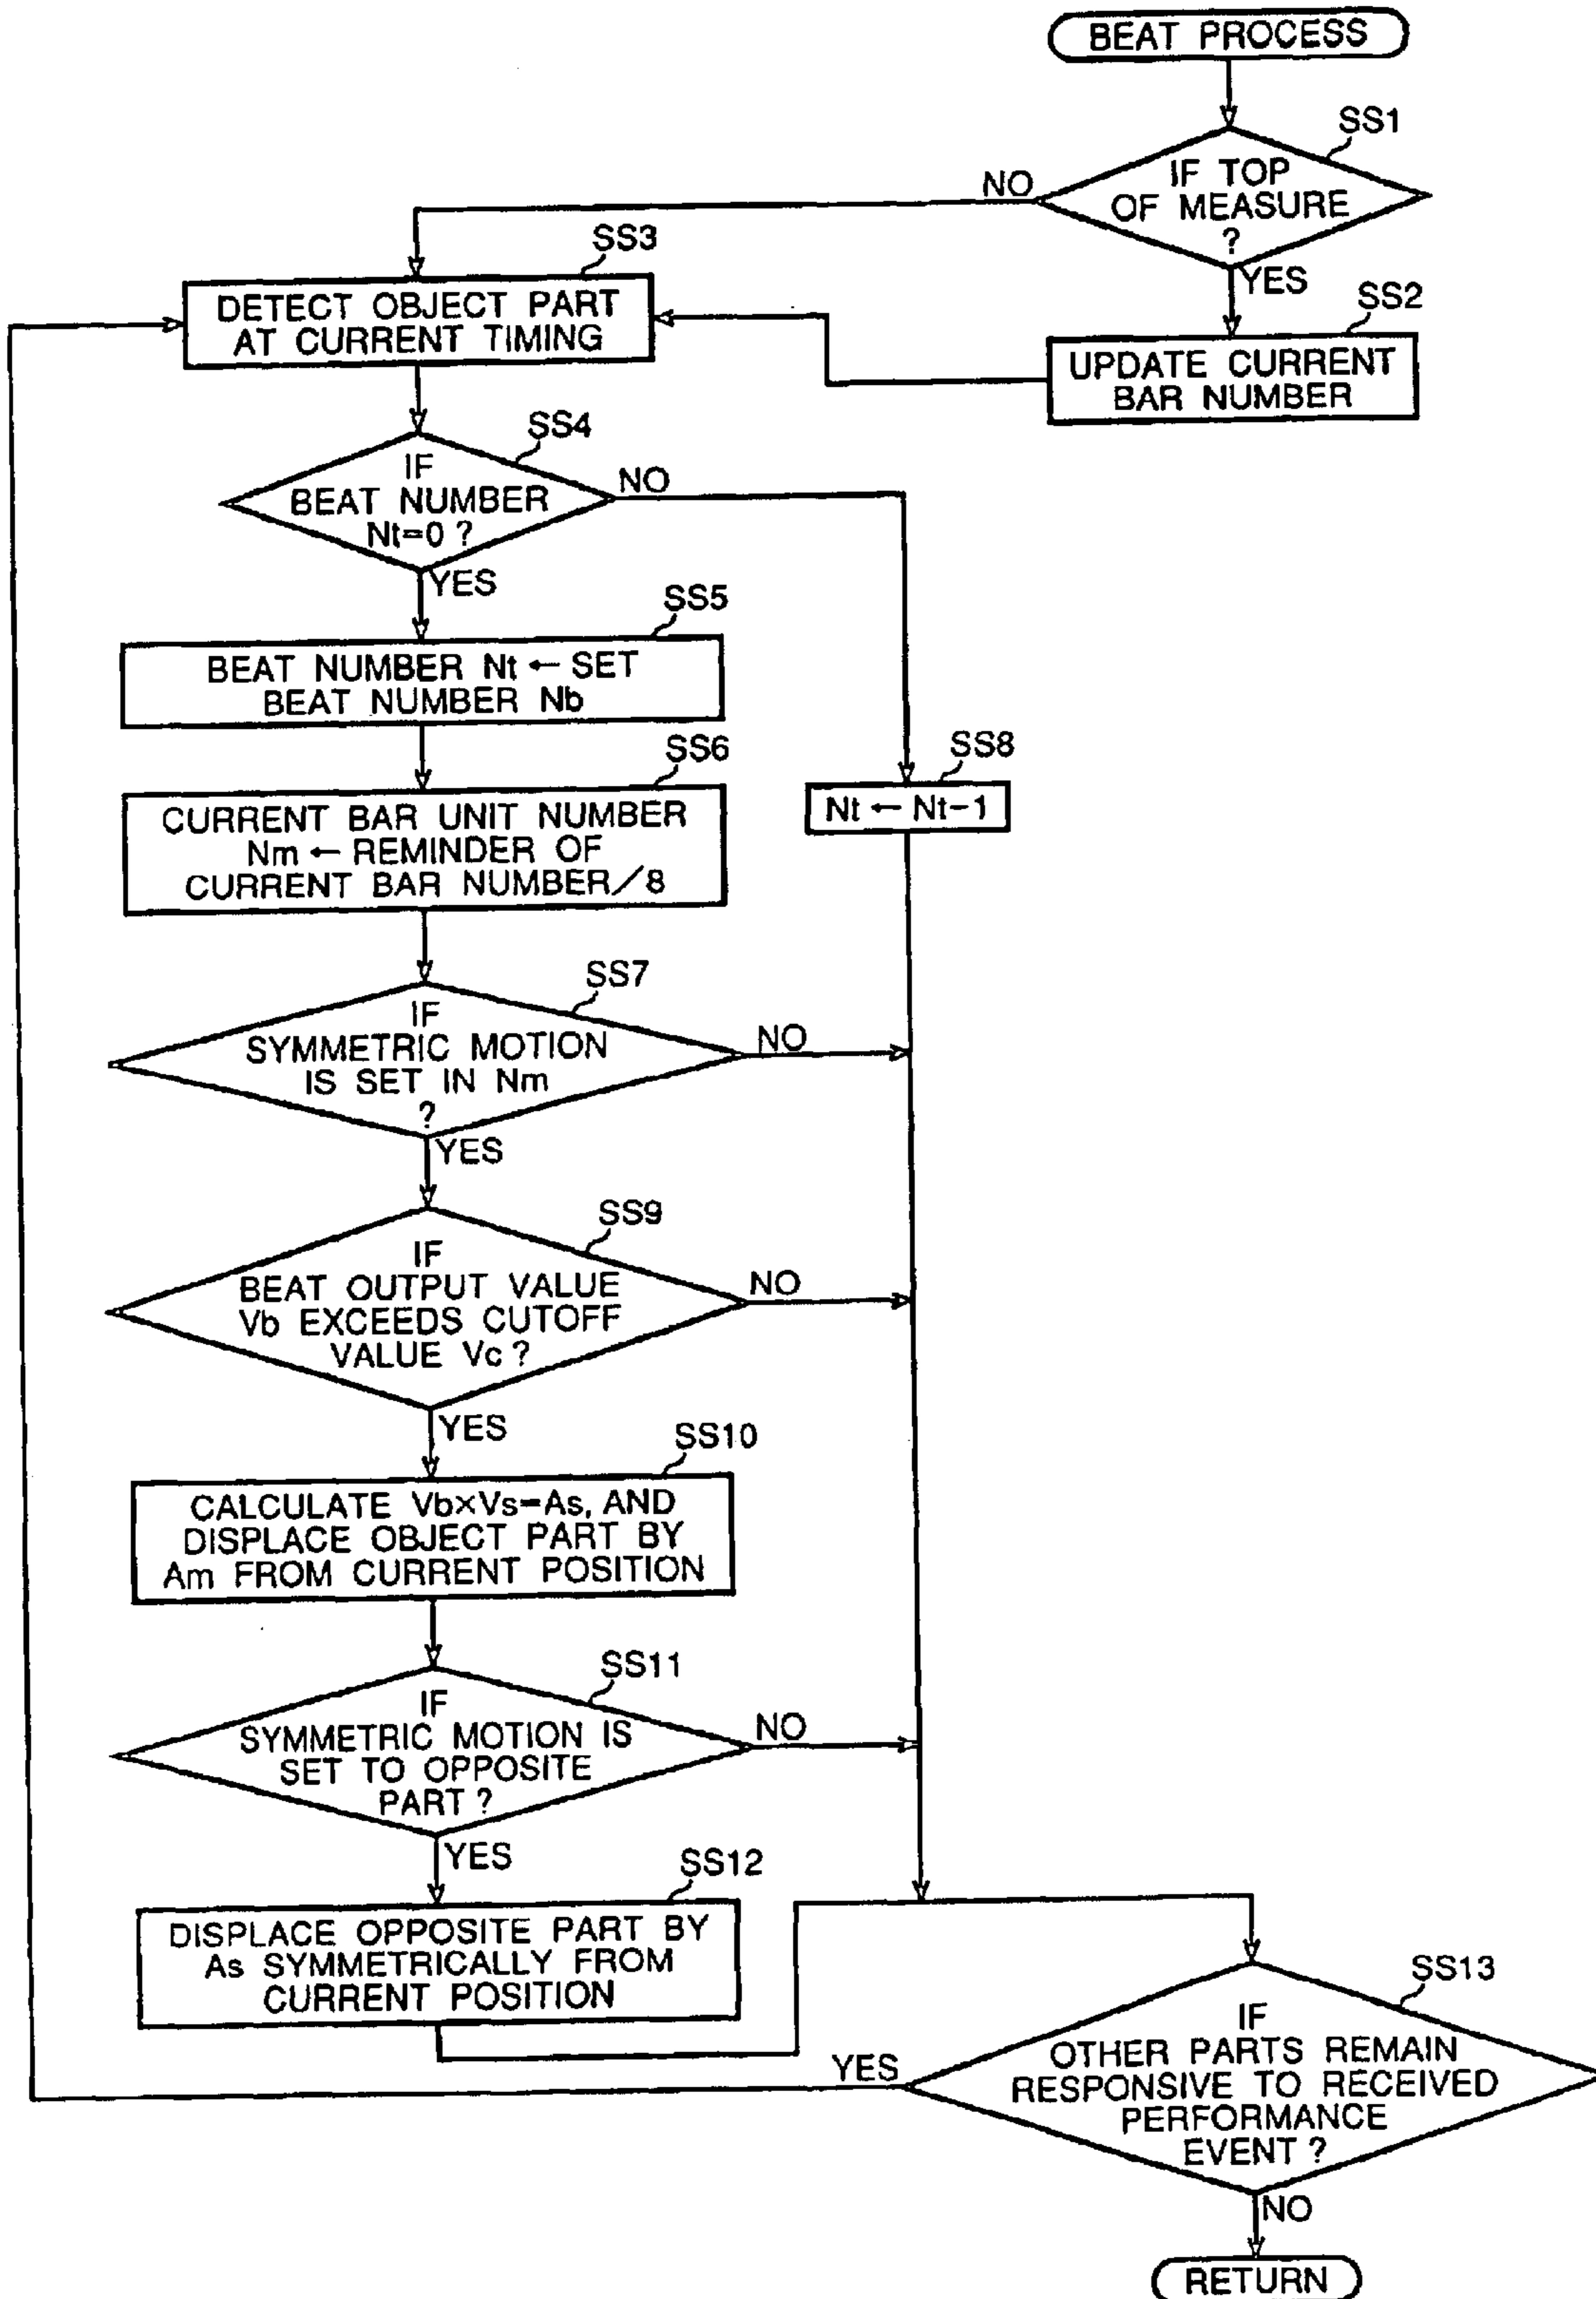 BEAT PROCESS
SS1
IF TOP
OF MEASURE
?
NO
YES
SS2
UPDATE CURRENT
BAR NUMBER
SS3
DETECT OBJECT PART
AT CURRENT TIMING
SS4
IF
BEAT NUMBER
Nt=0 ?
NO
YES
SS5
BEAT NUMBER Nt ← SET
BEAT NUMBER Nb
SS6
CURRENT BAR UNIT NUMBER
Nm ← REMINDER OF
CURRENT BAR NUMBER/8
SS8
Nt ← Nt-1
SS7
IF
SYMMETRIC MOTION
IS SET IN Nm
?
NO
YES
SS9
IF
BEAT OUTPUT VALUE
Vb EXCEEDS CUTOFF
VALUE Vc ?
NO
YES
SS10
CALCULATE Vb×Vs=As, AND
DISPLACE OBJECT PART BY
Am FROM CURRENT POSITION
SS11
IF
SYMMETRIC MOTION IS
SET TO OPPOSITE
PART ?
NO
YES
SS12
DISPLACE OPPOSITE PART BY
As SYMMETRICALLY FROM
CURRENT POSITION
SS13
IF
OTHER PARTS REMAIN
RESPONSIVE TO RECEIVED
PERFORMANCE
EVENT ?
YES
NO
RETURN